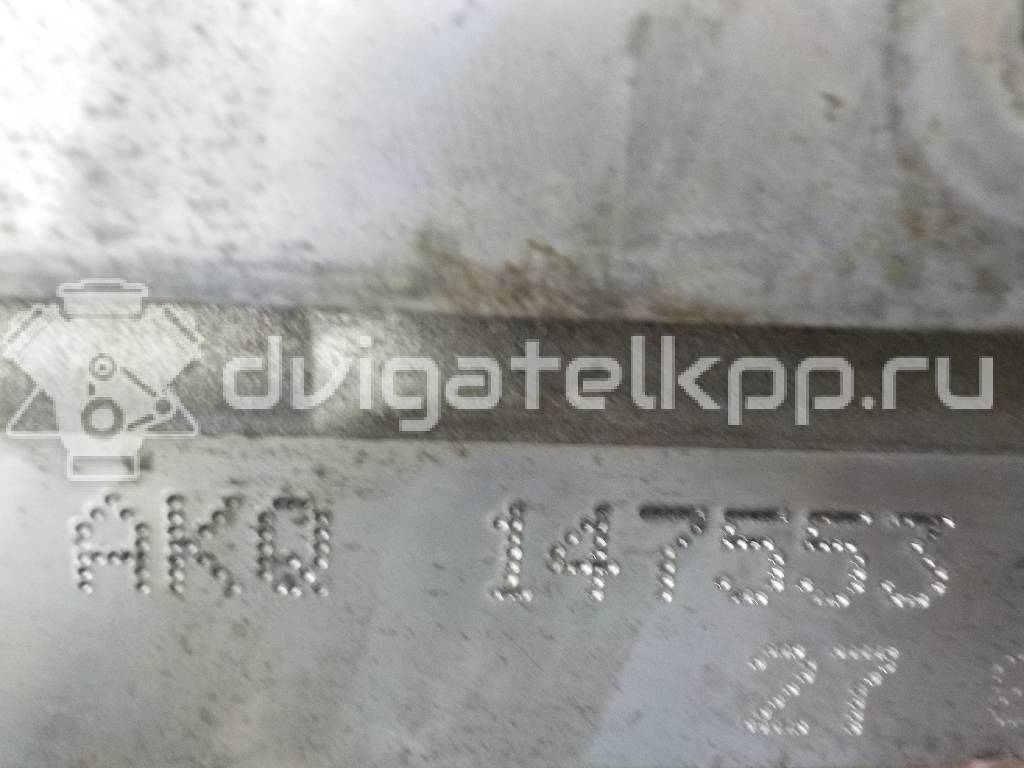 dvigatelkpp.ru
AKQ 147553
27